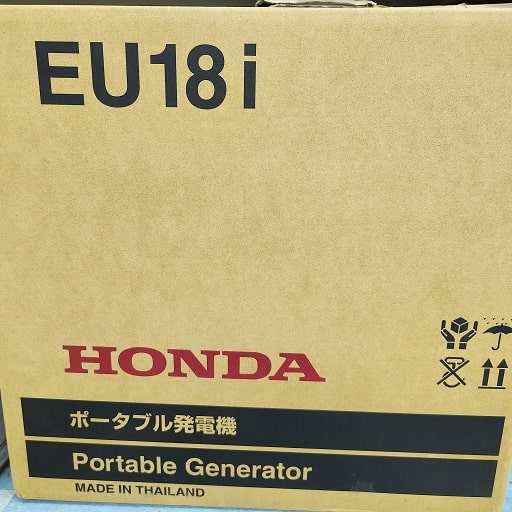 EU18i
HONDA
ポータブル発電機
Portable Generator
MADE IN THAILAND